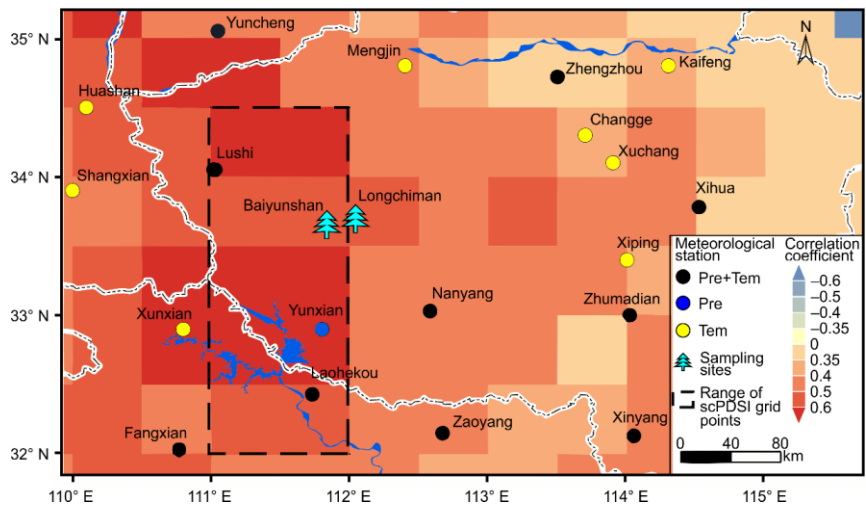 35° N
34° N
33° N
32° N
110° E
111° E
112° E
113° E
114° E
115° E
N
Yuncheng
Mengjin
Zhengzhou
Kaifeng
Huashan
Changge
Xuchang
Lushi
Shangxian
Baiyunshan
Longchiman
Xihua
Xiping
Nanyang
Zhumadian
Xunxian
Yunxian
Laohekou
Fangxian
Zaoyang
Xinyang
Meteorological
station
Pre+Tem
Pre
Tem
Sampling
sites
Range of
scPDSI grid
points
Correlation
coefficient
−0.6
−0.5
−0.4
−0.35
0
0.35
0.4
0.5
0.6
0 40 80
km